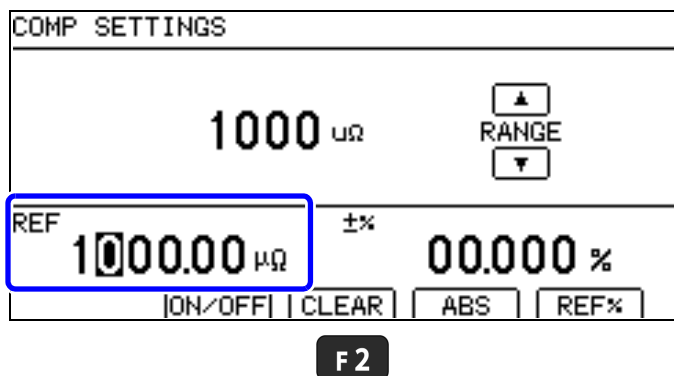 COMP SETTINGS
1000 uΩ
▲
RANGE
▼
REF 1000.00 μΩ ±% 00.000 %
ON/OFF CLEAR ABS REF%
F2